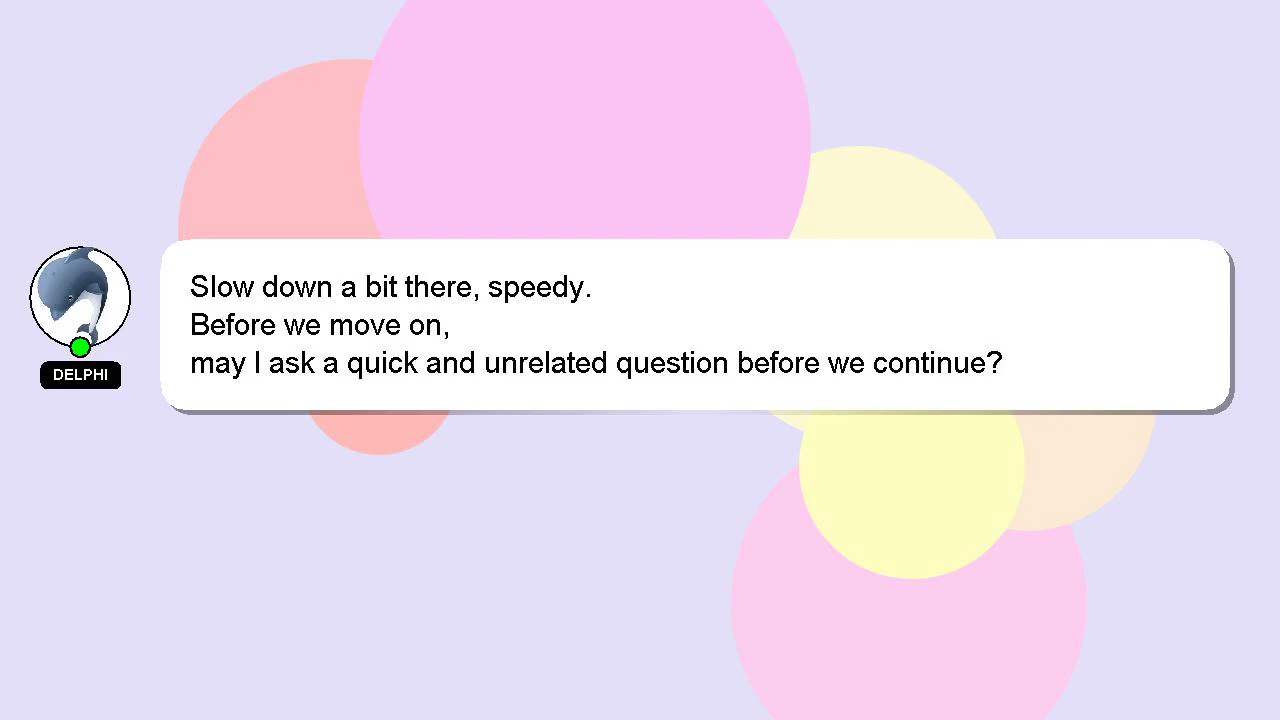 Slow down a bit there, speedy.
Before we move on,
may I ask a quick and unrelated question before we continue?
DELPHI